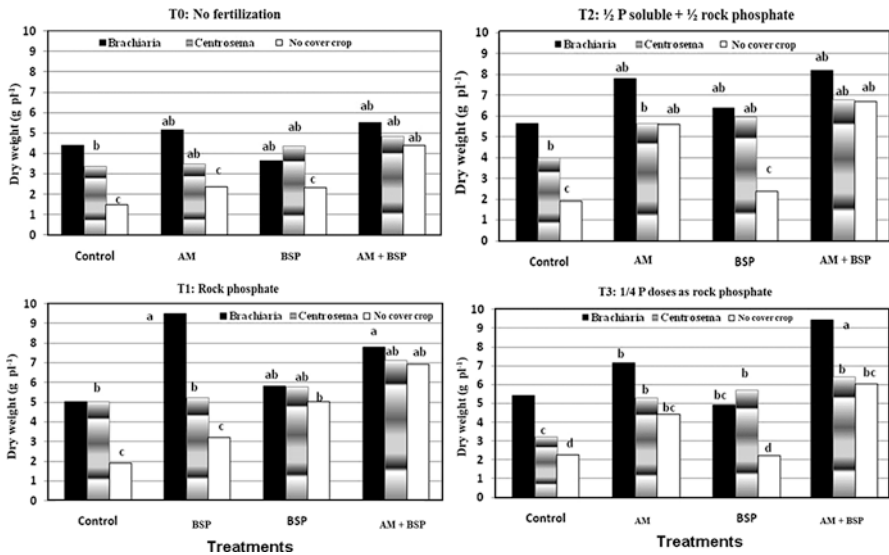 T0: No fertilization
Brachiaria Centrosema No cover crop
Dry weight (g pl⁻¹)
10
9
8
7
6
5
4
3
2
1
0
b
c
ab
ab
c
ab
ab
c
ab
ab
ab
Control AM BSP AM + BSP
T2: ½ P soluble + ½ rock phosphate
Brachiaria Centrosema No cover crop
Dry weight (g pl⁻¹)
10
9
8
7
6
5
4
3
2
1
0
b
c
ab
b
ab
ab
ab
c
ab
ab
ab
Control AM BSP AM + BSP
T1: Rock phosphate
Brachiaria Centrosema No cover crop
Dry weight (g pl⁻¹)
10
9
8
7
6
5
4
3
2
1
0
b
c
a
b
c
ab
ab
b
a
ab
ab
Control BSP BSP AM + BSP
Treatments
T3: 1/4 P doses as rock phosphate
Brachiaria Centrosema No cover crop
Dry weight (g pl⁻¹)
10
9
8
7
6
5
4
3
2
1
0
c
d
b
b
bc
bc
b
d
a
b
bc
Control AM BSP AM + BSP
Treatments